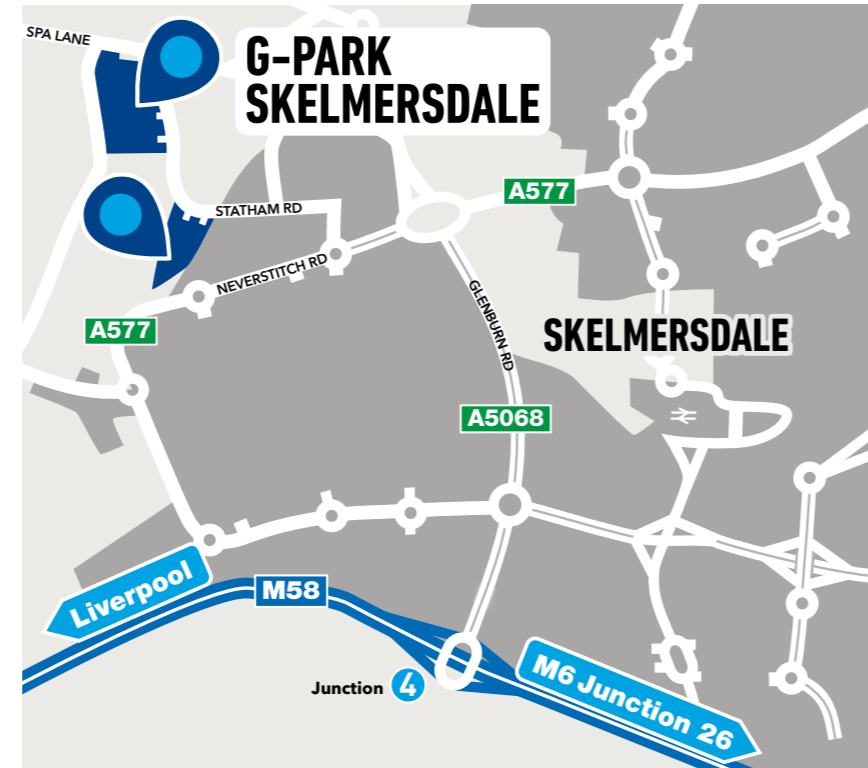 SPA LANE
G-PARK
SKELMERSDALE
A577
STATHAM RD
NEVERSTITCH RD
GLENBURN RD
A577
SKELMERSDALE
A5068
Liverpool
M58
Junction 4
M6 Junction 26